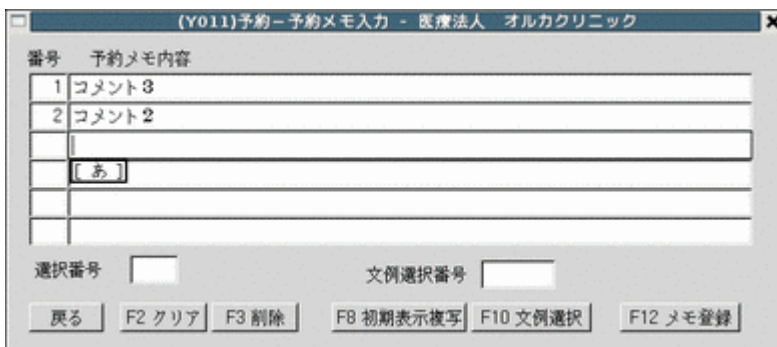 (Y011)予約－予約メモ入力 - 医療法人　オルカクリニック
番号　予約メモ内容
1 コメント３
2 コメント２
[ あ ]
選択番号　文例選択番号
戻る　F2 クリア　F3 削除　F8 初期表示複写　F10 文例選択　F12 メモ登録